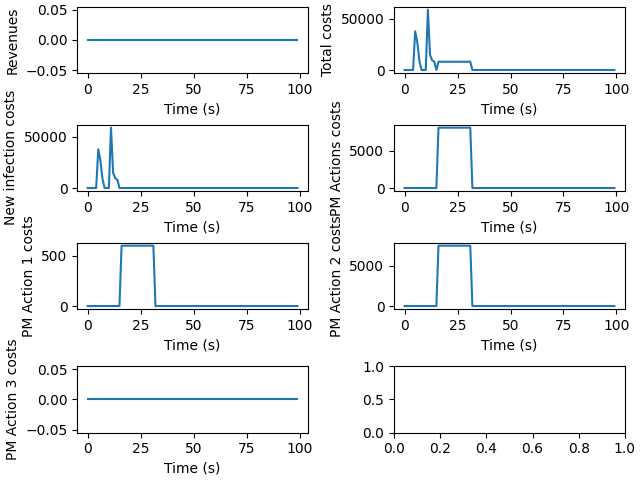 Revenues
0.05
0.00
−0.05
0 25 50 75 100
Time (s)
Total costs
50000
0
0 25 50 75 100
Time (s)
New infection costs
50000
0
0 25 50 75 100
Time (s)
PM Actions costs
5000
0
0 25 50 75 100
Time (s)
PM Action 1 costs
500
0
0 25 50 75 100
Time (s)
PM Action 2 costs
5000
0
0 25 50 75 100
Time (s)
PM Action 3 costs
0.05
0.00
−0.05
0 25 50 75 100
Time (s)
1.0
0.5
0.0
0.0 0.2 0.4 0.6 0.8 1.0